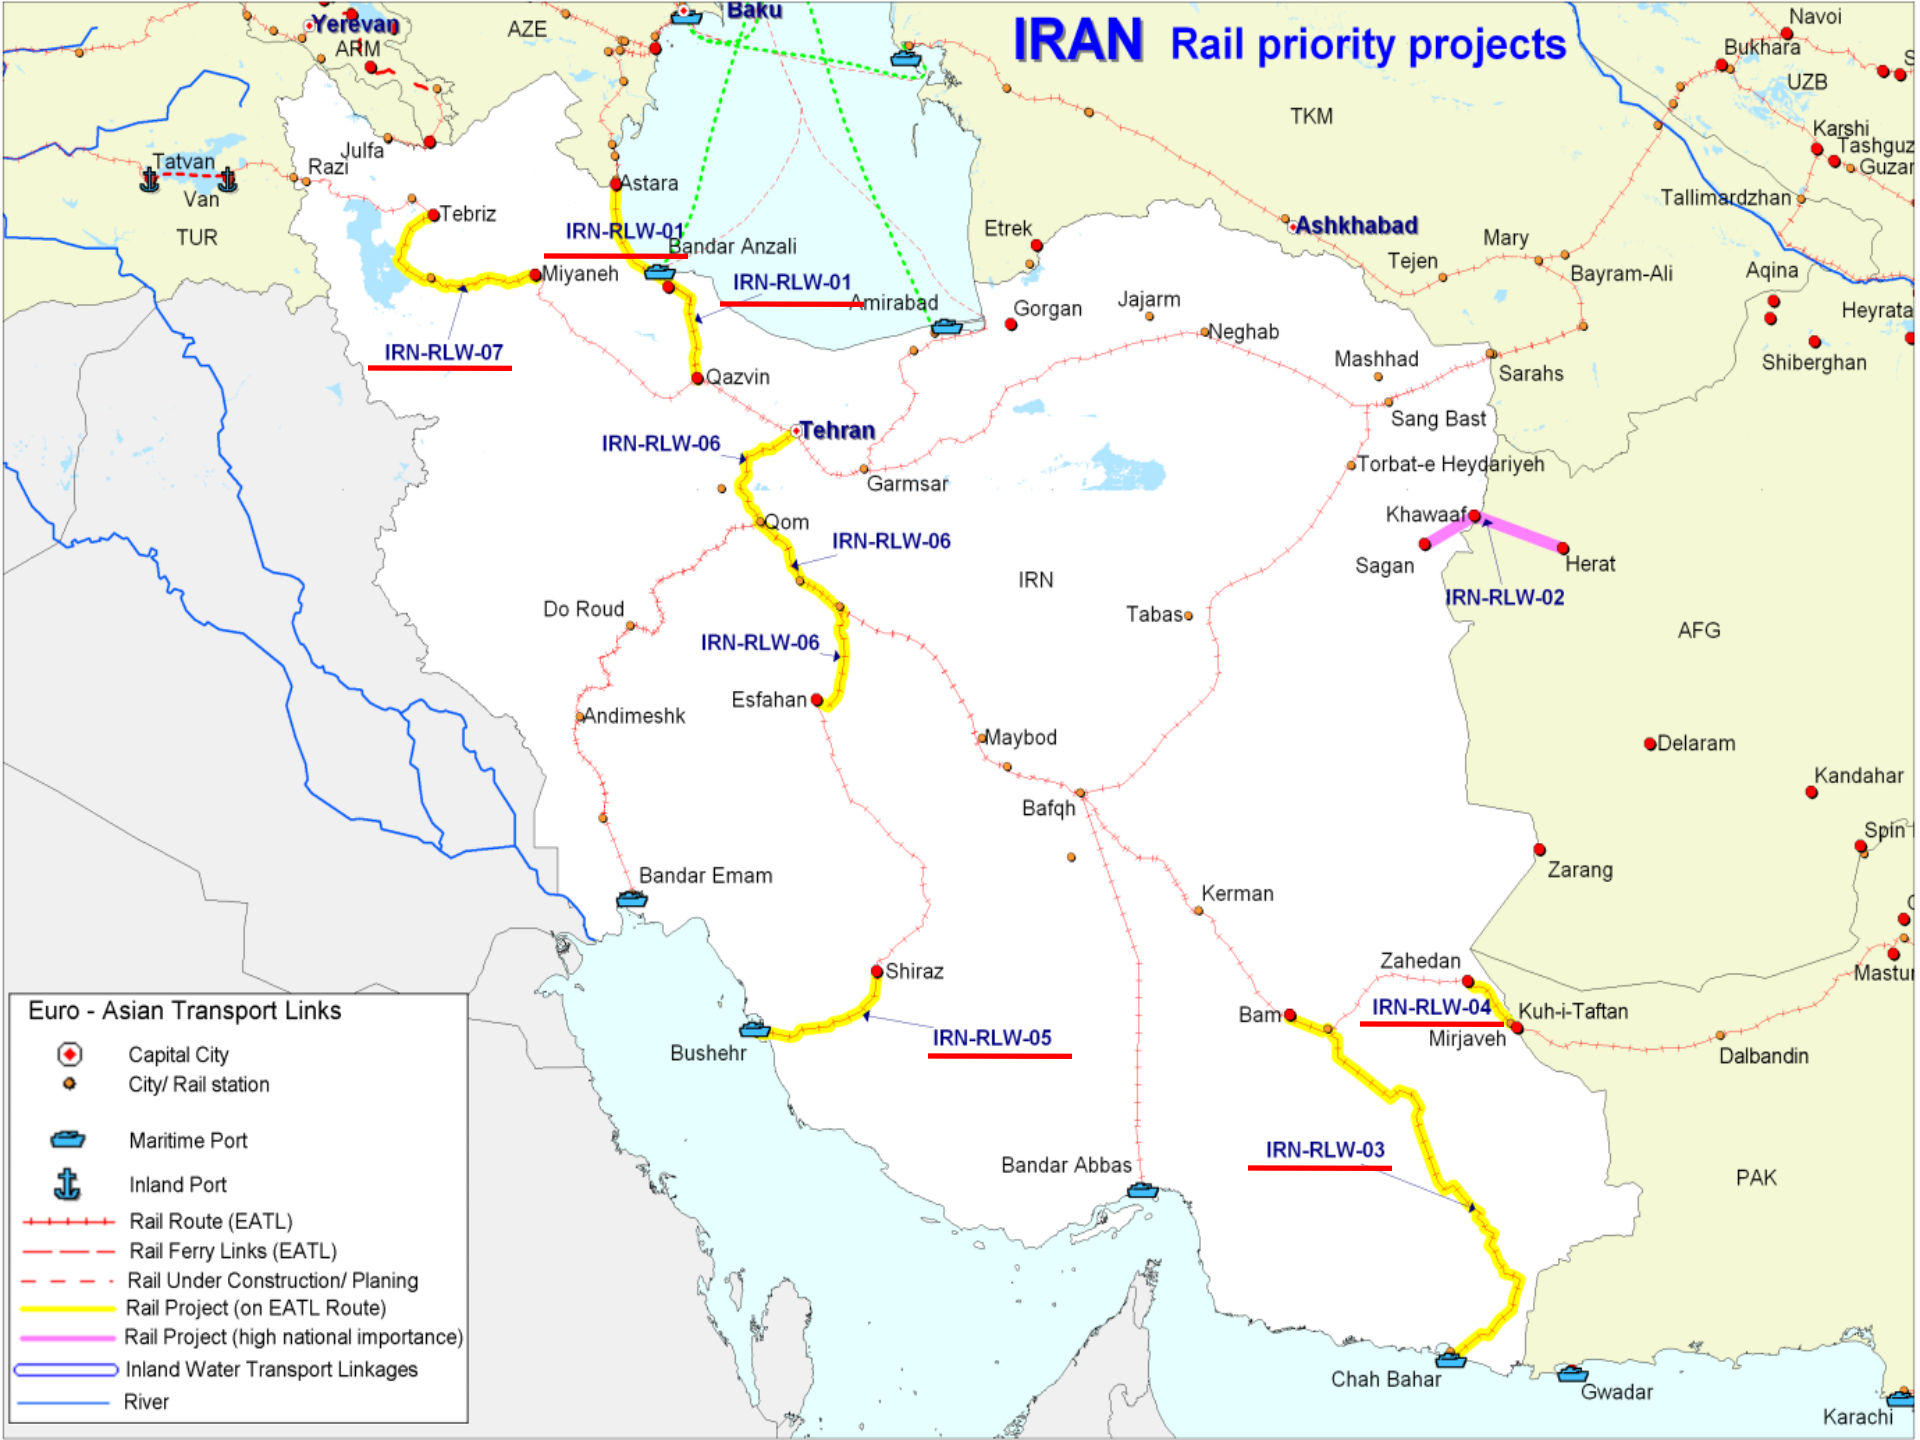 IRAN Rail priority projects
Yerevan
ARM
AZE
Baku
Navoi
Bukhara
UZB
TKM
Karshi
Tashguz
Guzar
Tallimardzhan
Julfa
Razi
Tatvan
Van
TUR
Astara
Tebriz
IRN-RLW-01
Bandar Anzali
Miyaneh
IRN-RLW-01
Amirabad
Etrek
Ashkhabad
Mary
Tejen
Bayram-Ali
Aqina
Heyrata
Shiberghan
Gorgan
Jajarm
Neghab
Mashhad
Sarahs
Sang Bast
IRN-RLW-07
Qazvin
Tehran
IRN-RLW-06
Garmsar
Torbat-e Heydariyeh
Qom
IRN-RLW-06
Khawaaf
Sagan
Herat
IRN-RLW-02
IRN
AFG
Do Roud
Tabas
IRN-RLW-06
Esfahan
Andimeshk
Maybod
Delaram
Kandahar
Bafqh
Spin
Zarang
Bandar Emam
Kerman
Shiraz
Zahedan
Mastur
Bam
IRN-RLW-04
Kuh-i-Taftan
Mirjaveh
Dalbandin
IRN-RLW-05
Bushehr
IRN-RLW-03
Bandar Abbas
PAK
Chah Bahar
Gwadar
Karachi
Euro - Asian Transport Links
Capital City
City/ Rail station
Maritime Port
Inland Port
Rail Route (EATL)
Rail Ferry Links (EATL)
Rail Under Construction/ Planing
Rail Project (on EATL Route)
Rail Project (high national importance)
Inland Water Transport Linkages
River